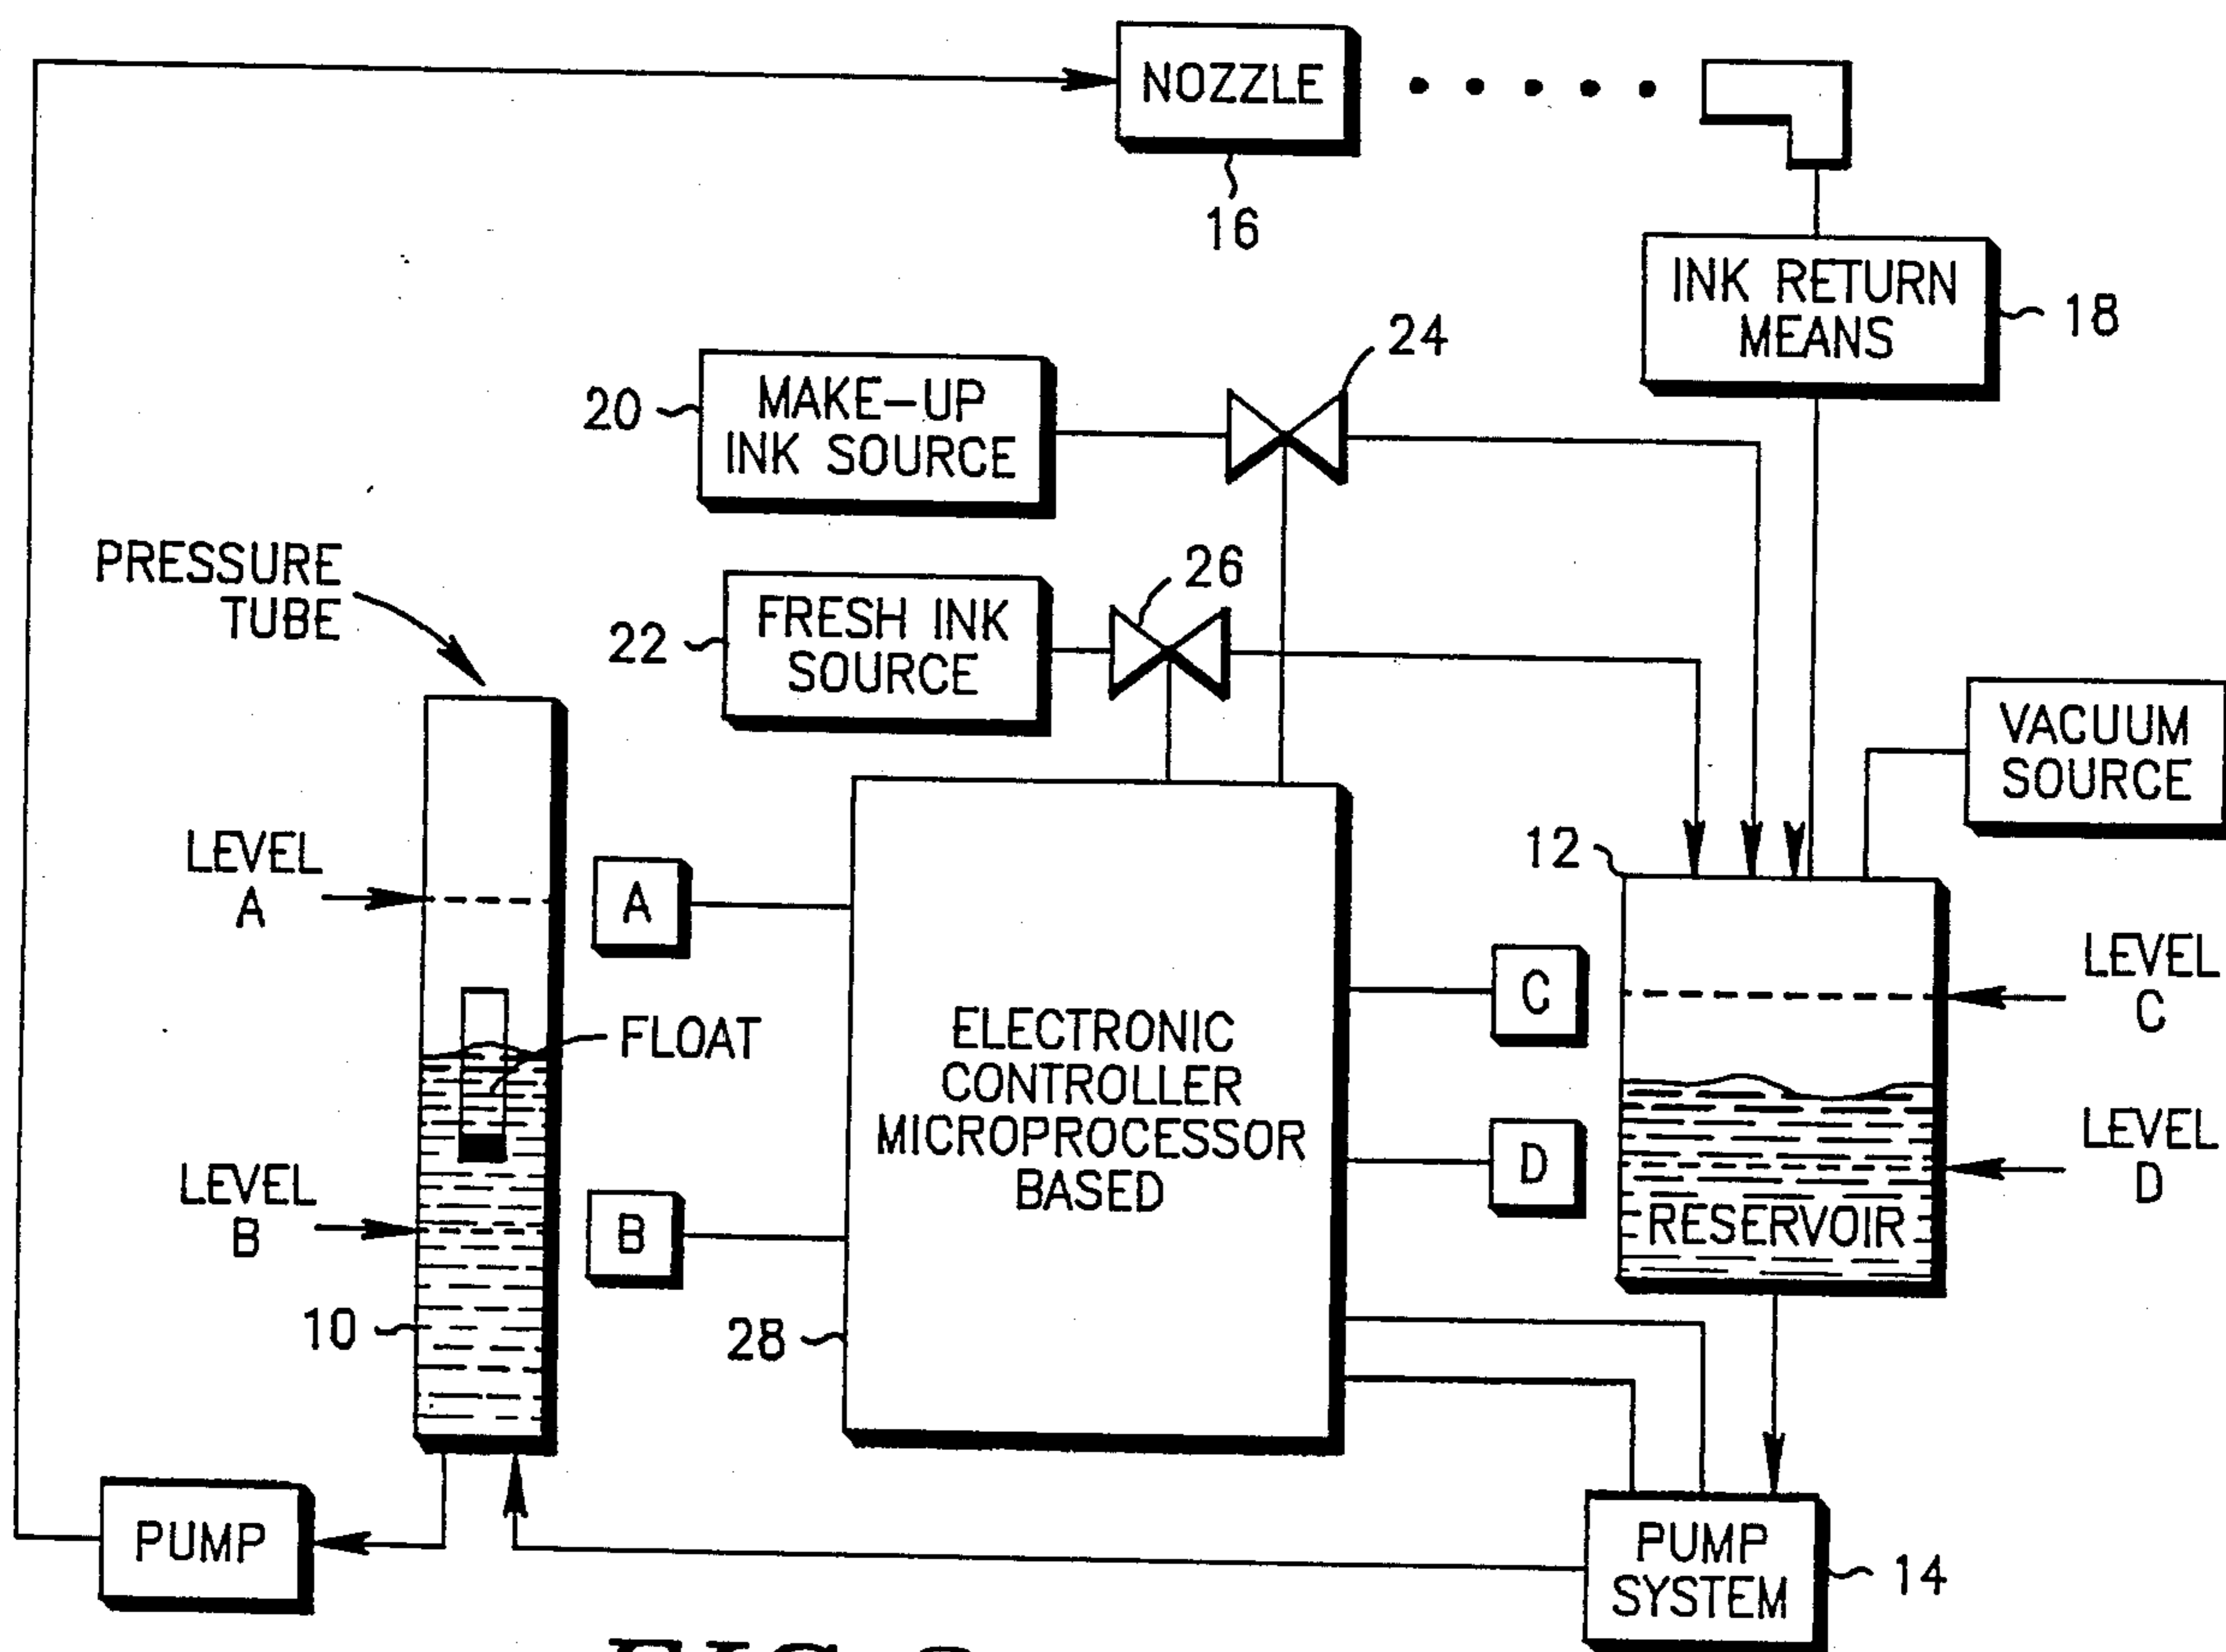 NOZZLE
16
INK RETURN
MEANS
18
24
20
MAKE-UP
INK SOURCE
PRESSURE
TUBE
26
22
FRESH INK
SOURCE
VACUUM
SOURCE
12
LEVEL
A
A
LEVEL
C
C
FLOAT
ELECTRONIC
CONTROLLER
MICROPROCESSOR
BASED
LEVEL
D
D
LEVEL
B
B
RESERVOIR
10
28
PUMP
PUMP
SYSTEM
14